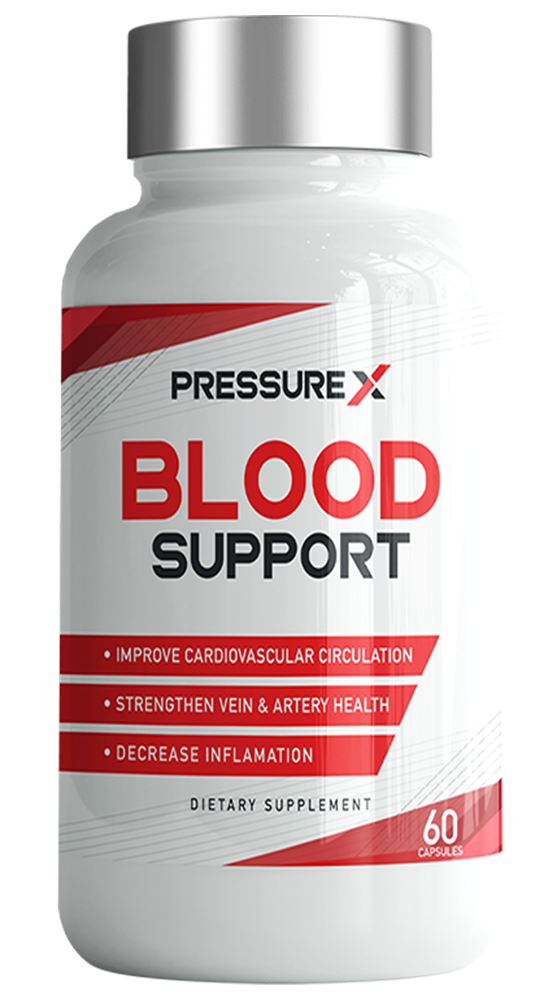 PRESSURE X
BLOOD
SUPPORT
• IMPROVE CARDIOVASCULAR CIRCULATION
• STRENGTHEN VEIN & ARTERY HEALTH
• DECREASE INFLAMATION
DIETARY SUPPLEMENT
60
CAPSULES